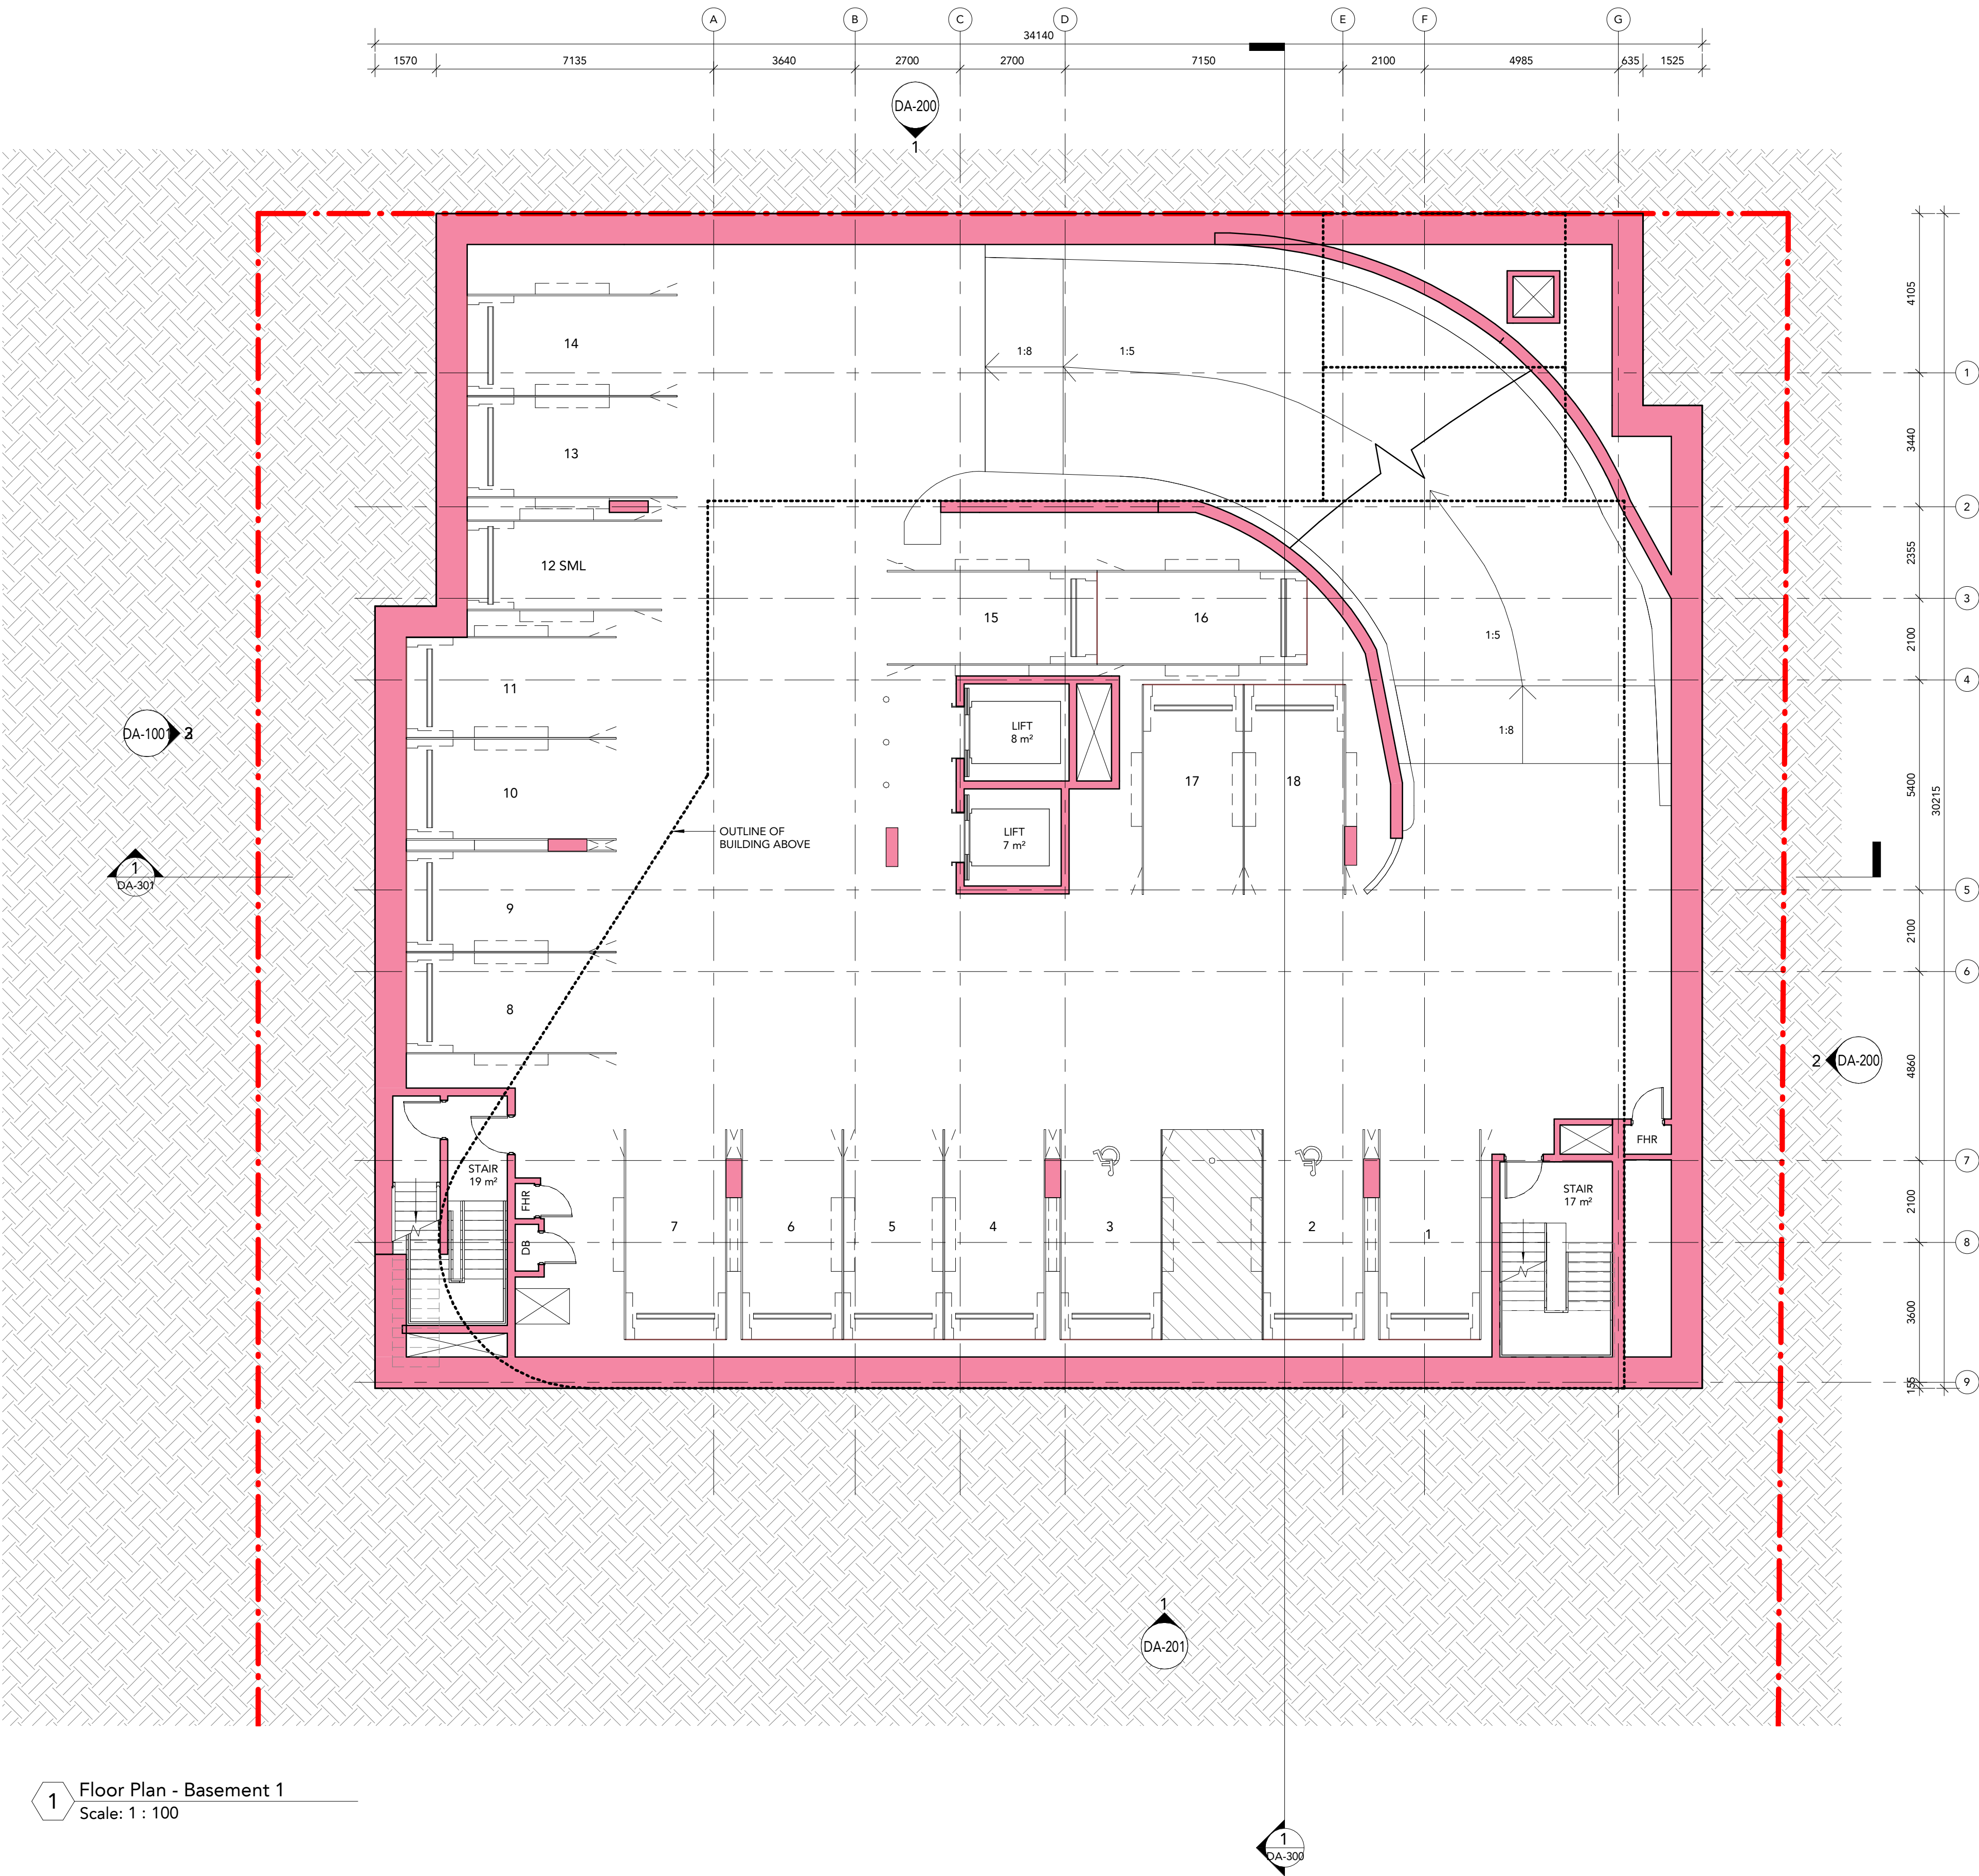 A B C D E F G
34140
1570 7135 3640 2700 2700 7150 2100 4985 635 1525
DA-200
1
4105
14
1:8 1:5
1
13
3440
2
12 SML
2355
3
15 16
1:5
2100
11
4
LIFT
8 m²
1:8
DA-1001
10
17 18
5400
30215
OUTLINE OF
BUILDING ABOVE
LIFT
7 m²
1
DA-301
5
9
2100
6
8
4860
2 DA-200
FHR
7
STAIR
19 m²
STAIR
17 m²
FHR
2100
7 6 5 4 3 2 1
DB
8
3600
155
9
1
DA-201
1
Floor Plan - Basement 1
Scale: 1 : 100
1
DA-300